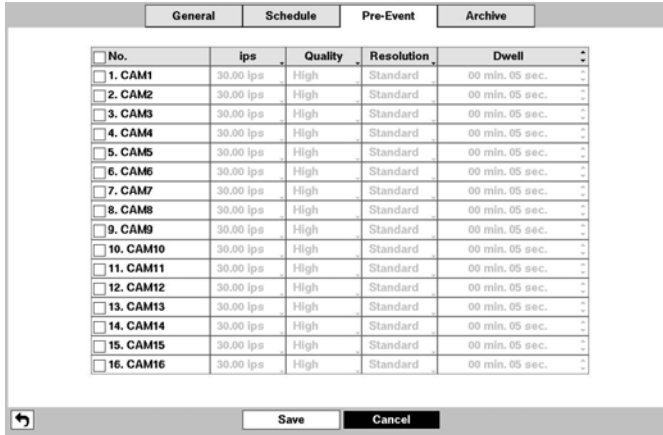 General Schedule Pre-Event Archive
No. ips Quality Resolution Dwell
1. CAM1 30.00 ips High Standard 00 min. 05 sec.
2. CAM2 30.00 ips High Standard 00 min. 05 sec.
3. CAM3 30.00 ips High Standard 00 min. 05 sec.
4. CAM4 30.00 ips High Standard 00 min. 05 sec.
5. CAM5 30.00 ips High Standard 00 min. 05 sec.
6. CAM6 30.00 ips High Standard 00 min. 05 sec.
7. CAM7 30.00 ips High Standard 00 min. 05 sec.
8. CAM8 30.00 ips High Standard 00 min. 05 sec.
9. CAM9 30.00 ips High Standard 00 min. 05 sec.
10. CAM10 30.00 ips High Standard 00 min. 05 sec.
11. CAM11 30.00 ips High Standard 00 min. 05 sec.
12. CAM12 30.00 ips High Standard 00 min. 05 sec.
13. CAM13 30.00 ips High Standard 00 min. 05 sec.
14. CAM14 30.00 ips High Standard 00 min. 05 sec.
15. CAM15 30.00 ips High Standard 00 min. 05 sec.
16. CAM16 30.00 ips High Standard 00 min. 05 sec.
Save Cancel